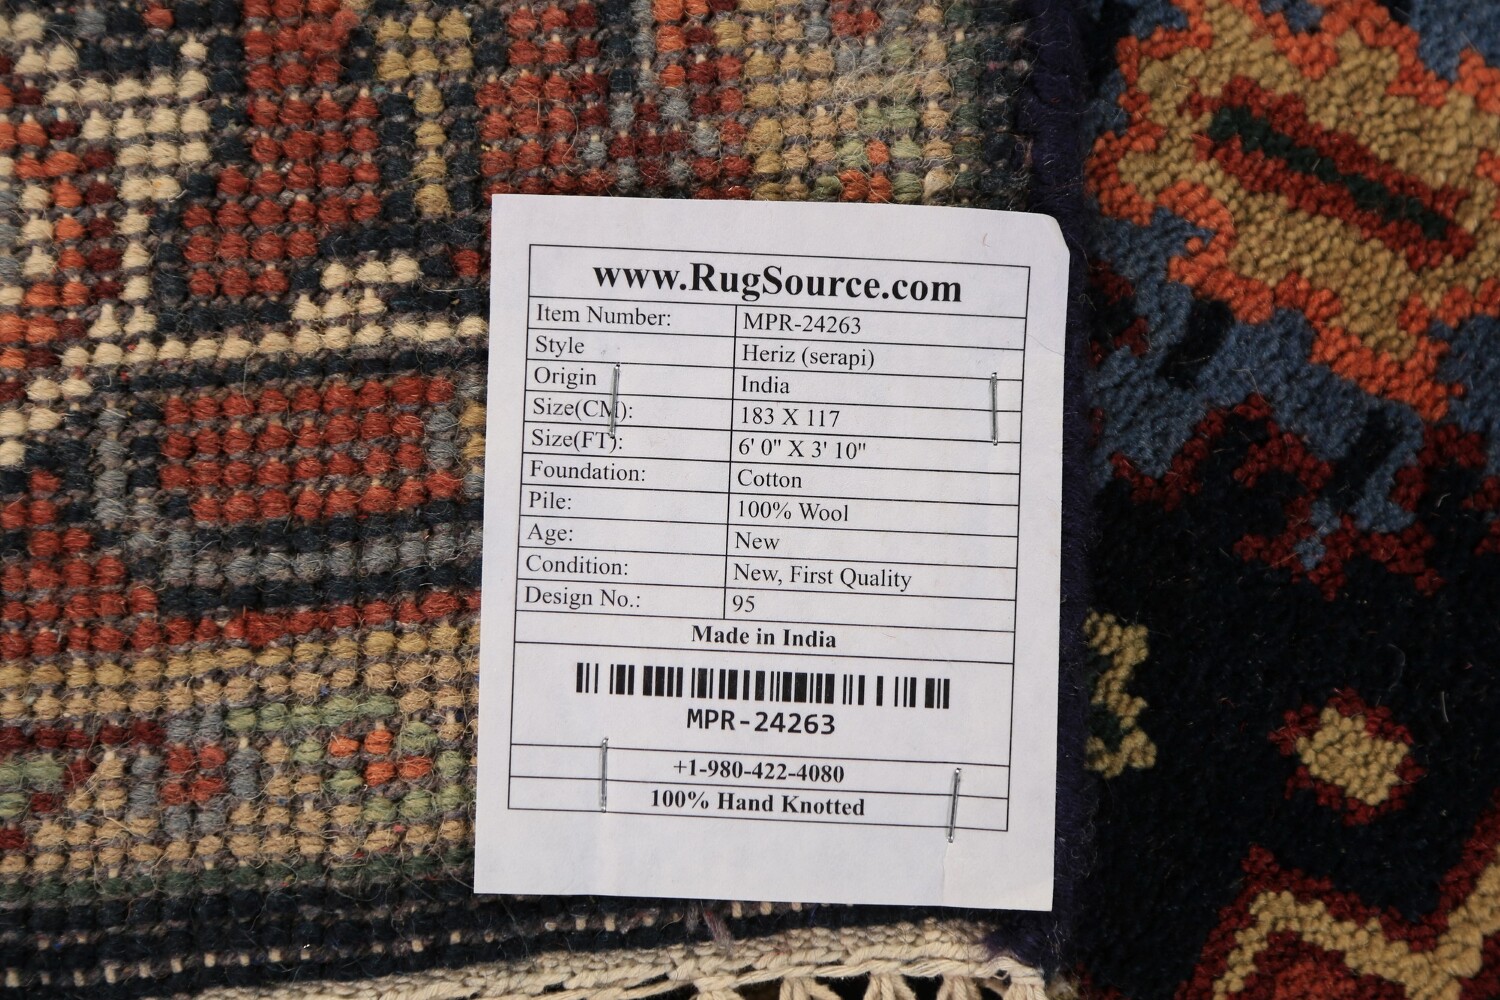 www.RugSource.com
Item Number: MPR-24263
Style Heriz (serapi)
Origin India
Size(CM): 183 X 117
Size(FT): 6' 0" X 3' 10"
Foundation: Cotton
Pile: 100% Wool
Age: New
Condition: New, First Quality
Design No.: 95
Made in India
MPR-24263
+1-980-422-4080
100% Hand Knotted